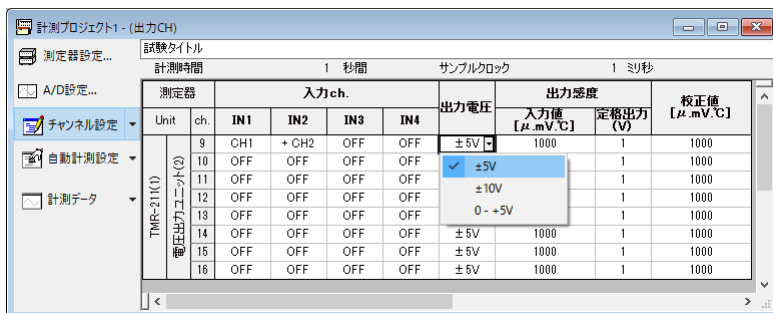 計測プロジェクト1 - (出力CH)
測定器設定...
A/D設定...
チャンネル設定
自動計測設定
計測データ
試験タイトル
計測時間 1 秒間 サンプルクロック 1 ミリ秒
測定器 入力ch. 出力電圧 出力感度 校正値
[μ.mV.℃]
Unit ch. IN1 IN2 IN3 IN4 入力値
[μ.mV.℃] 定格出力
(V)
TMR-211(1)
電圧出力ユニット(2)
9 CH1 + CH2 OFF OFF ±5V 1000 1 1000
10 OFF OFF OFF OFF 1000
11 OFF OFF OFF OFF 1000
12 OFF OFF OFF OFF 1000
13 OFF OFF OFF OFF 1000
14 OFF OFF OFF OFF ±5V 1000 1 1000
15 OFF OFF OFF OFF ±5V 1000 1 1000
16 OFF OFF OFF OFF ±5V 1000 1 1000
±5V
±10V
0 - +5V